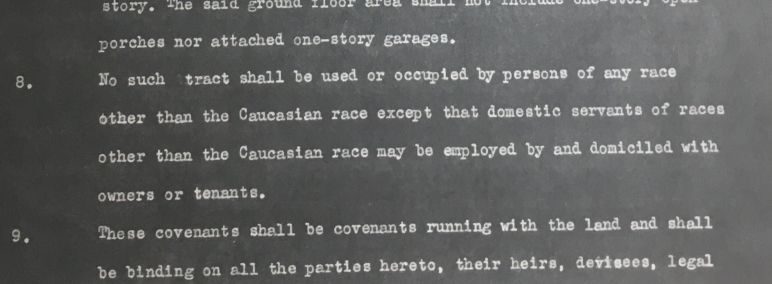 story. The said ground floor area shall not include one-story open
porches nor attached one-story garages.
8. No such tract shall be used or occupied by persons of any race
other than the Caucasian race except that domestic servants of races
other than the Caucasian race may be employed by and domiciled with
owners or tenants.
9. These covenants shall be covenants running with the land and shall
be binding on all the parties hereto, their heirs, devisees, legal